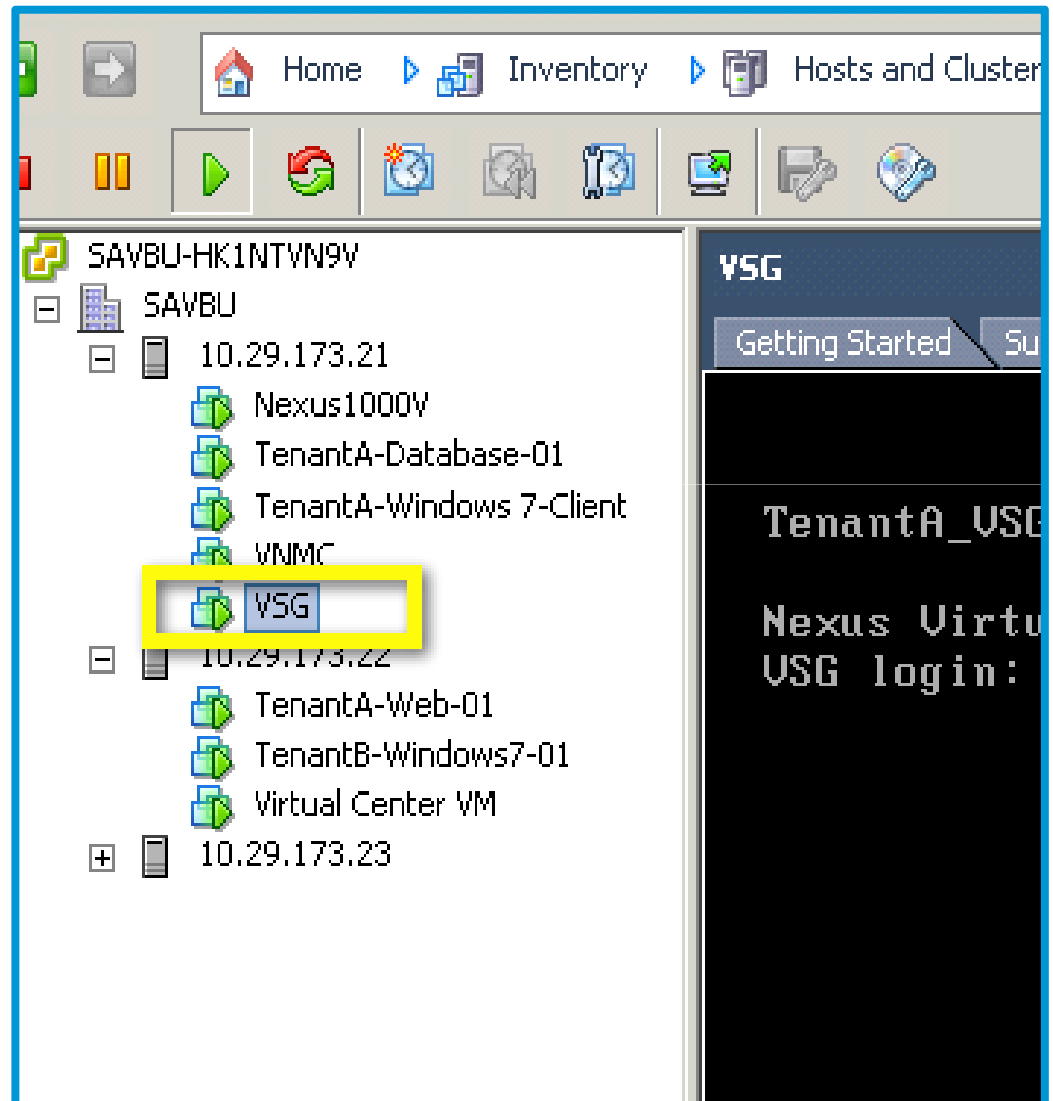 Home Inventory Hosts and Cluster
SAVBU-HK1NTVN9V
SAVBU
10.29.173.21
Nexus1000V
TenantA-Database-01
TenantA-Windows 7-Client
VNMC
VSG
10.29.173.22
TenantA-Web-01
TenantB-Windows7-01
Virtual Center VM
10.29.173.23
VSG
Getting Started Su
TenantA_VSG
Nexus Virtu
VSG login: